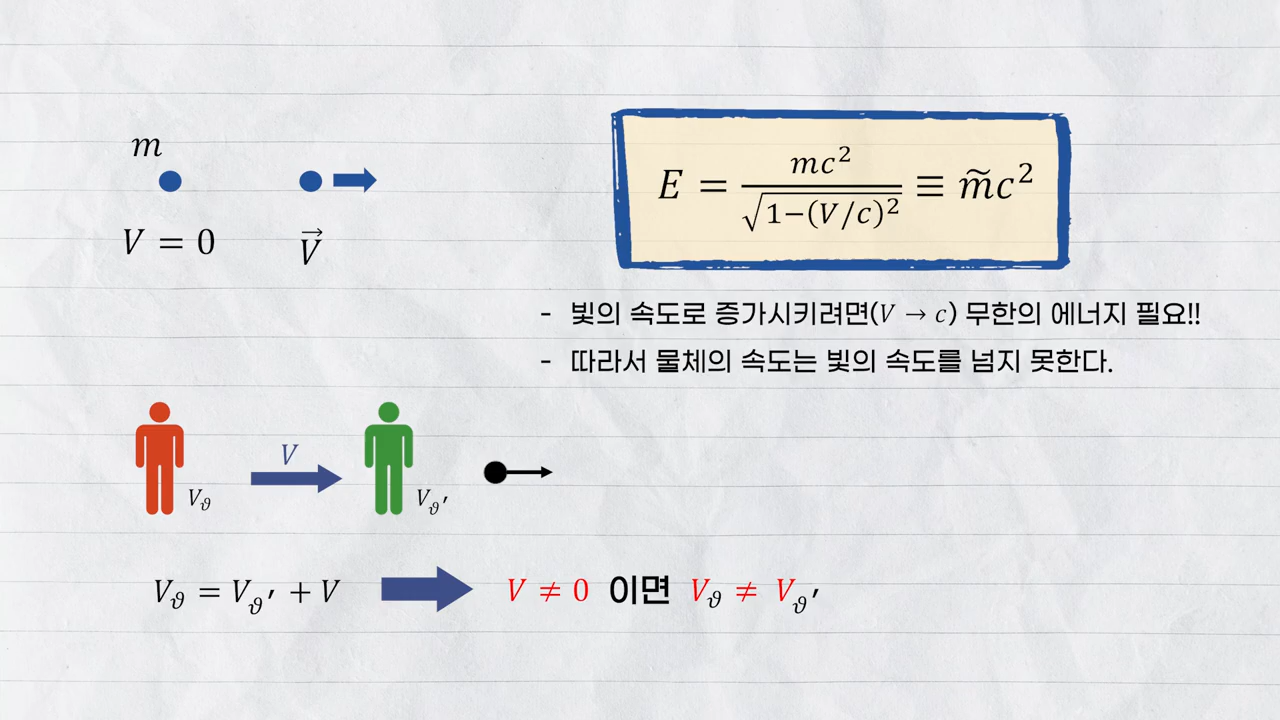 m
V = 0
V⃗
E = mc² / √(1−(V/c)²) ≡ m̃c²
- 빛의 속도로 증가시키려면(V → c) 무한의 에너지 필요!!
- 따라서 물체의 속도는 빛의 속도를 넘지 못한다.
V
V_ϑ
V_ϑ′
V_ϑ = V_ϑ′ + V
V ≠ 0 이면 V_ϑ ≠ V_ϑ′